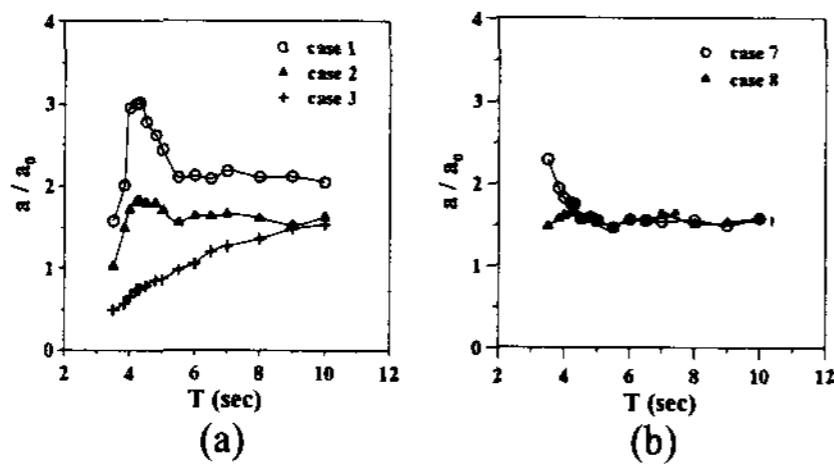 4
3
2
1
0
a / a0
case 1
case 2
case 3
2 4 6 8 10 12
T (sec)
(a)
4
3
2
1
0
a / a0
case 7
case 8
2 4 6 8 10 12
T (sec)
(b)